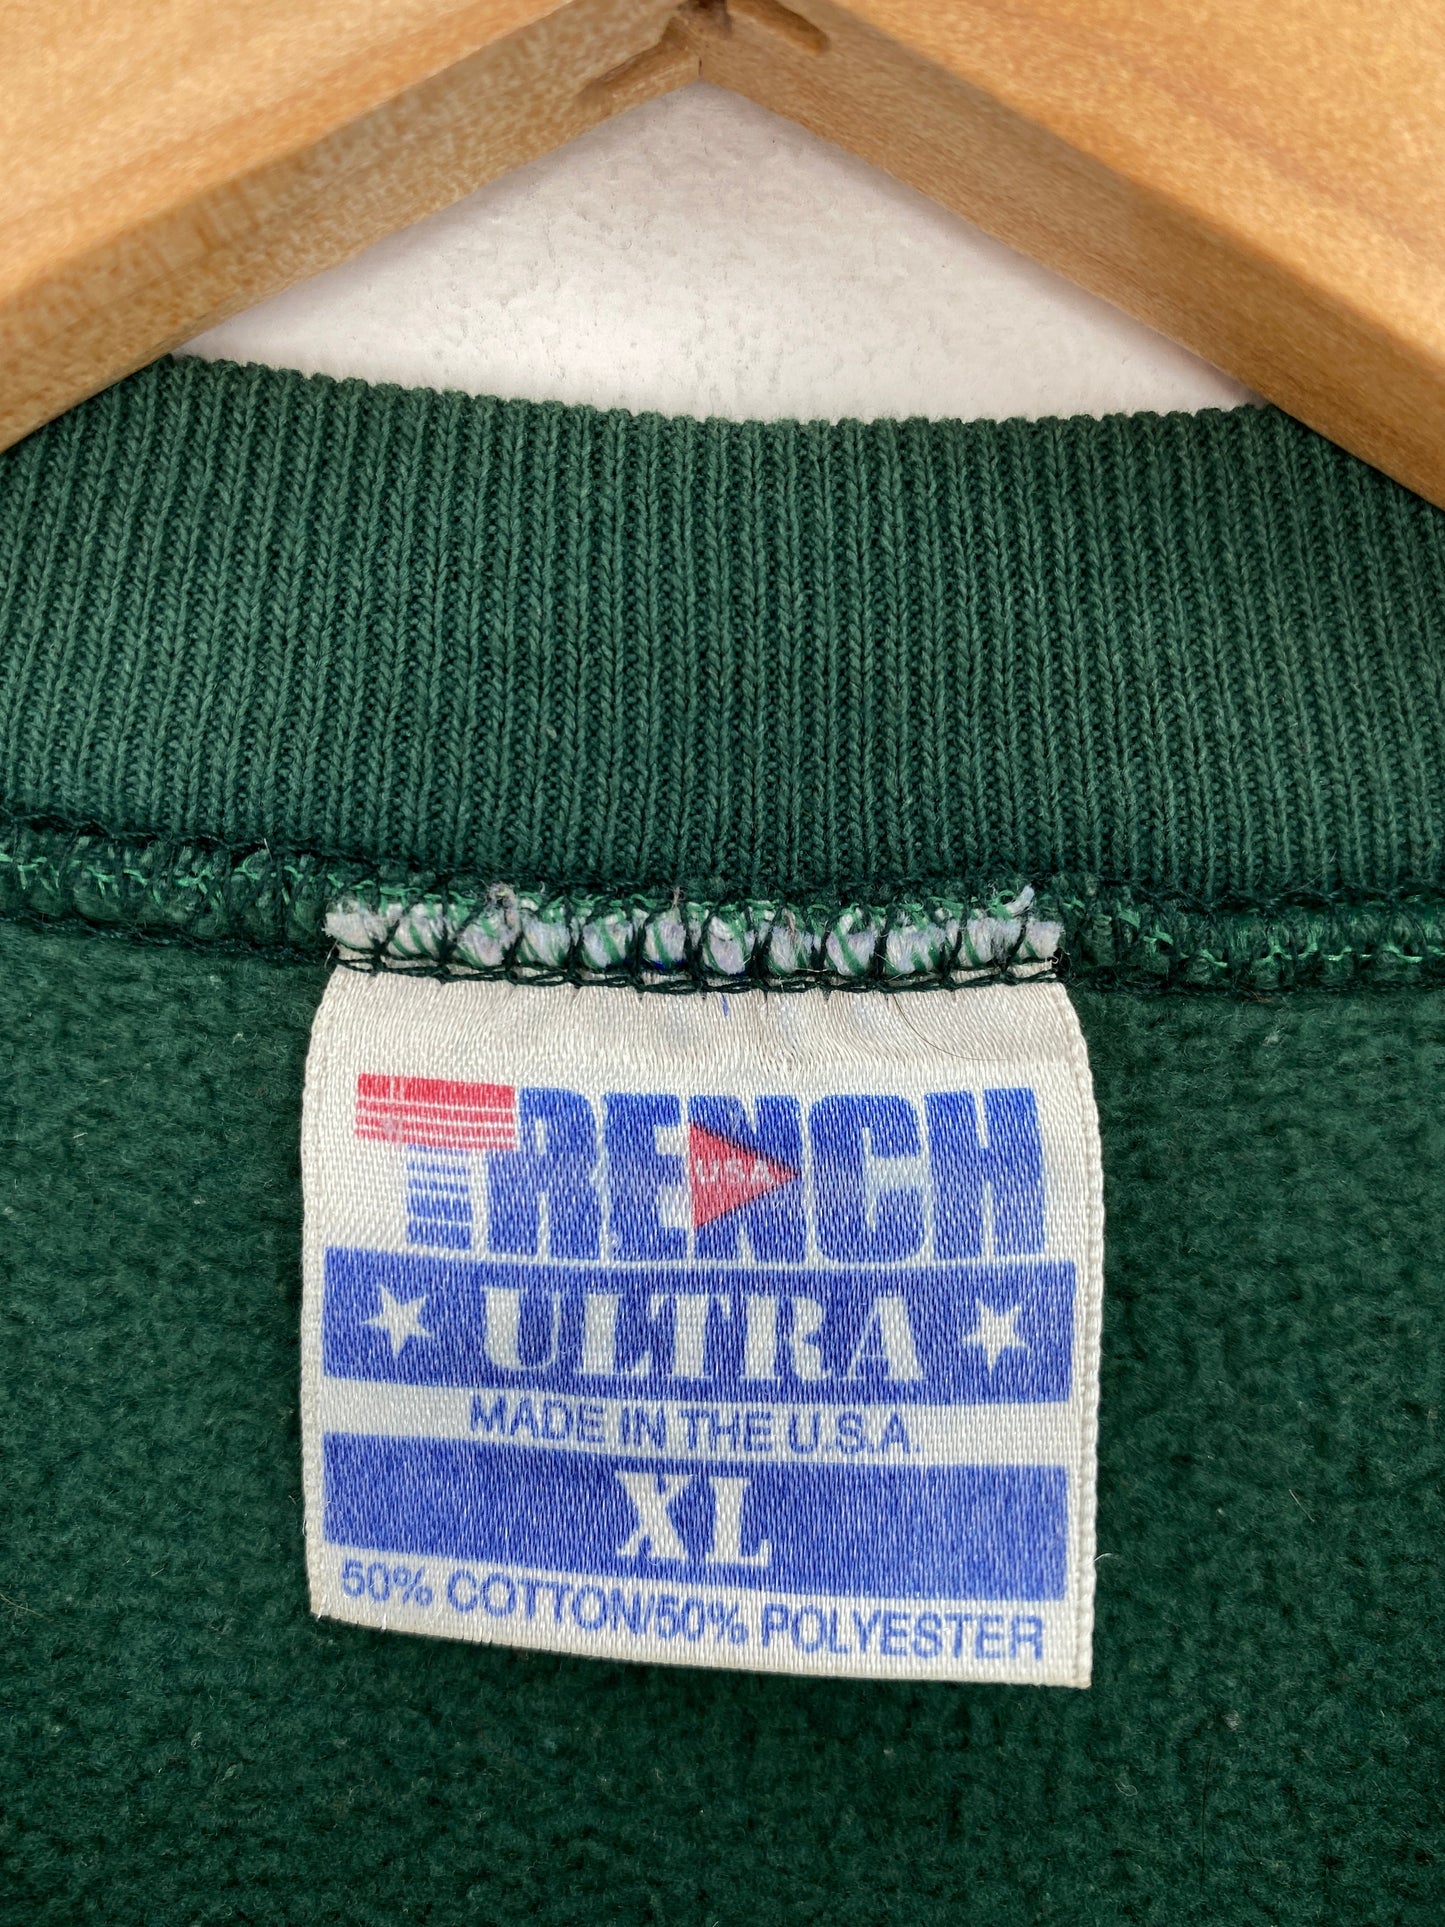 TRENCH
USA
ULTRA
MADE IN THE U.S.A.
XL
50% COTTON/50% POLYESTER